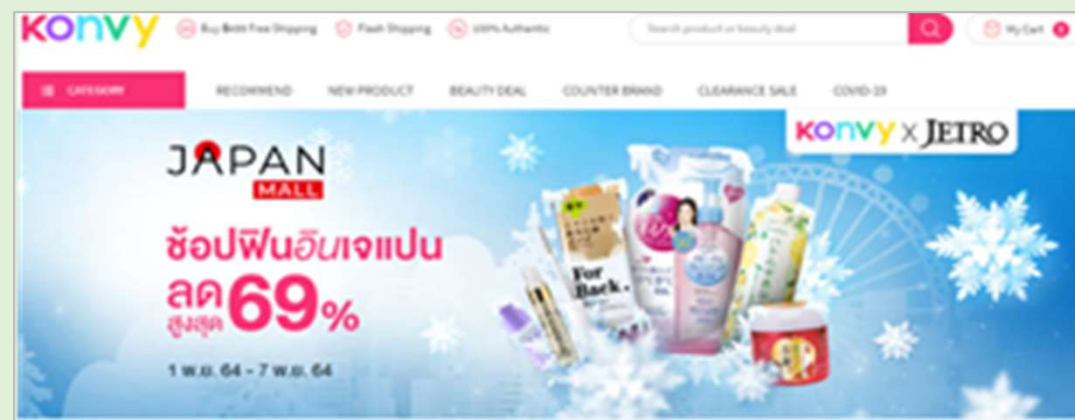 KONVY
Buy ฿499 Free Shipping
Flash Shipping
100% Authentic
Search product or beauty deal
My Cart
CATEGORY
RECOMMEND
NEW PRODUCT
BEAUTY DEAL
COUNTER BRAND
CLEARANCE SALE
COVID-19
KONVY X JETRO
JAPAN
MALL
ช้อปฟินอินเจแปน
ลด
สูงสุด
69%
1 พ.ย. 64 - 7 พ.ย. 64
For
Back.